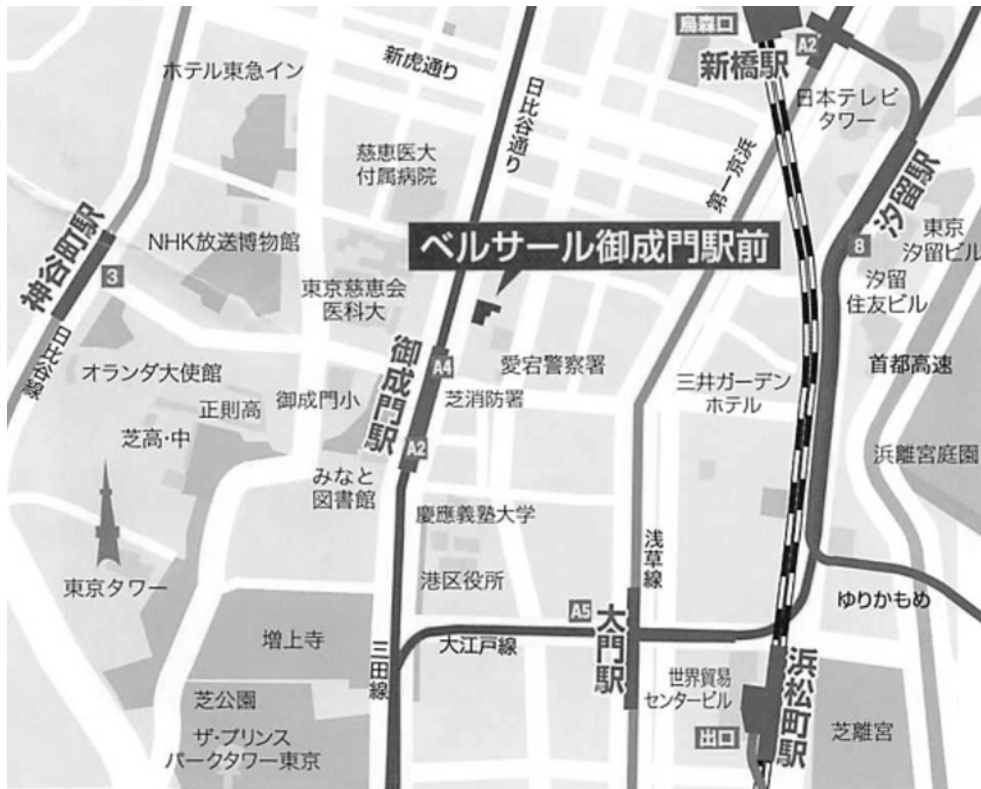 烏森口
新橋駅
A2
新虎通り
ホテル東急イン
日比谷通り
日本テレビ
タワー
慈恵医大
付属病院
第一京浜
汐留駅
ベルサール御成門駅前
NHK放送博物館
神谷町駅
3
8
東京
汐留ビル
汐留
住友ビル
東京慈恵会
医科大
日比谷線
オランダ大使館
御成門駅
A4
愛宕警察署
首都高速
三井ガーデン
ホテル
正則高
御成門小
芝消防署
芝高・中
A2
みなと
図書館
浜離宮庭園
慶應義塾大学
浅草線
東京タワー
港区役所
ゆりかもめ
A5
大門駅
大江戸線
増上寺
三田線
浜松町駅
世界貿易
センタービル
芝公園
出口
芝離宮
ザ・プリンス
パークタワー東京